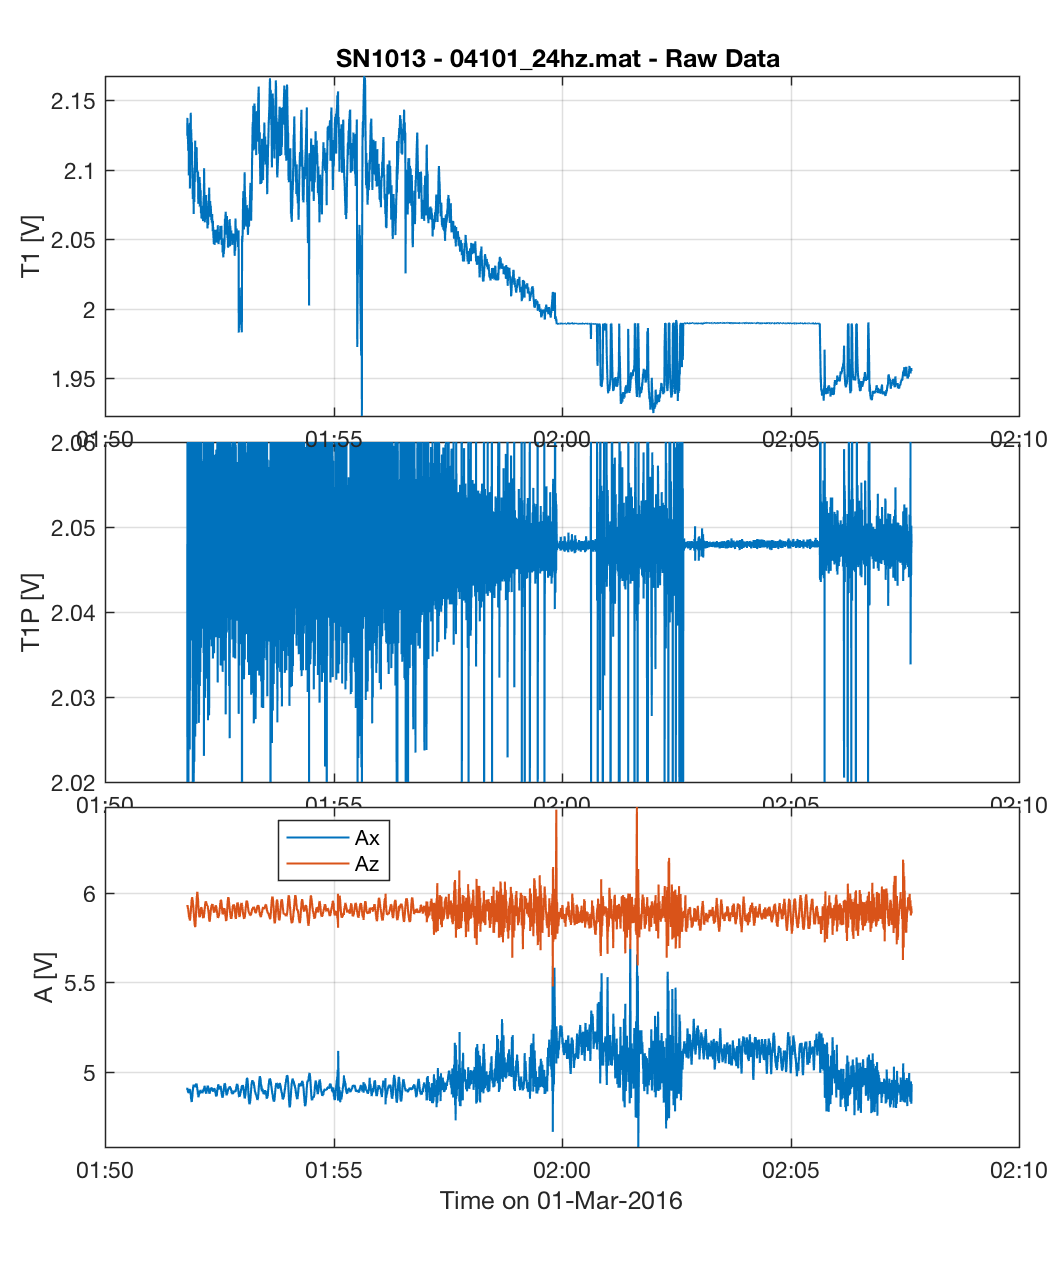 SN1013 - 04101_24hz.mat - Raw Data
2.15
2.1
2.05
2
1.95
T1 [V]
01:50 01:55 02:00 02:05 02:10
2.06
2.05
2.04
2.03
2.02
T1P [V]
01:50 01:55 02:00 02:05 02:10
Ax
Az
6
5.5
5
A [V]
01:50 01:55 02:00 02:05 02:10
Time on 01-Mar-2016